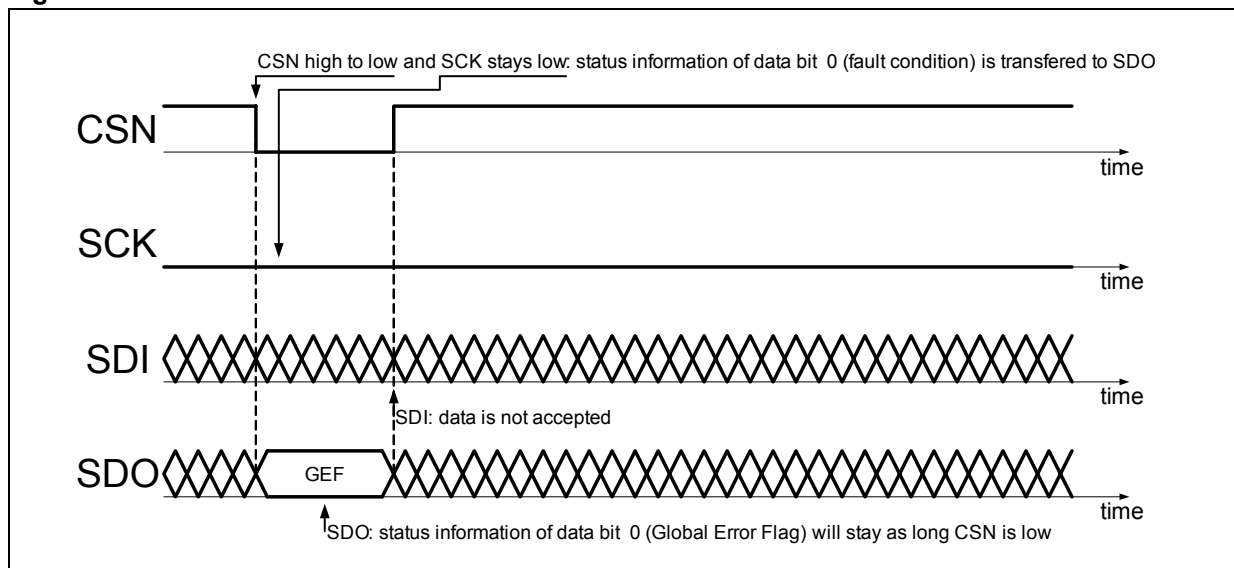 CSN high to low and SCK stays low: status information of data bit 0 (fault condition) is transfered to SDO
CSN
time
SCK
time
SDI
time
SDI: data is not accepted
SDO
GEF
time
SDO: status information of data bit 0 (Global Error Flag) will stay as long CSN is low